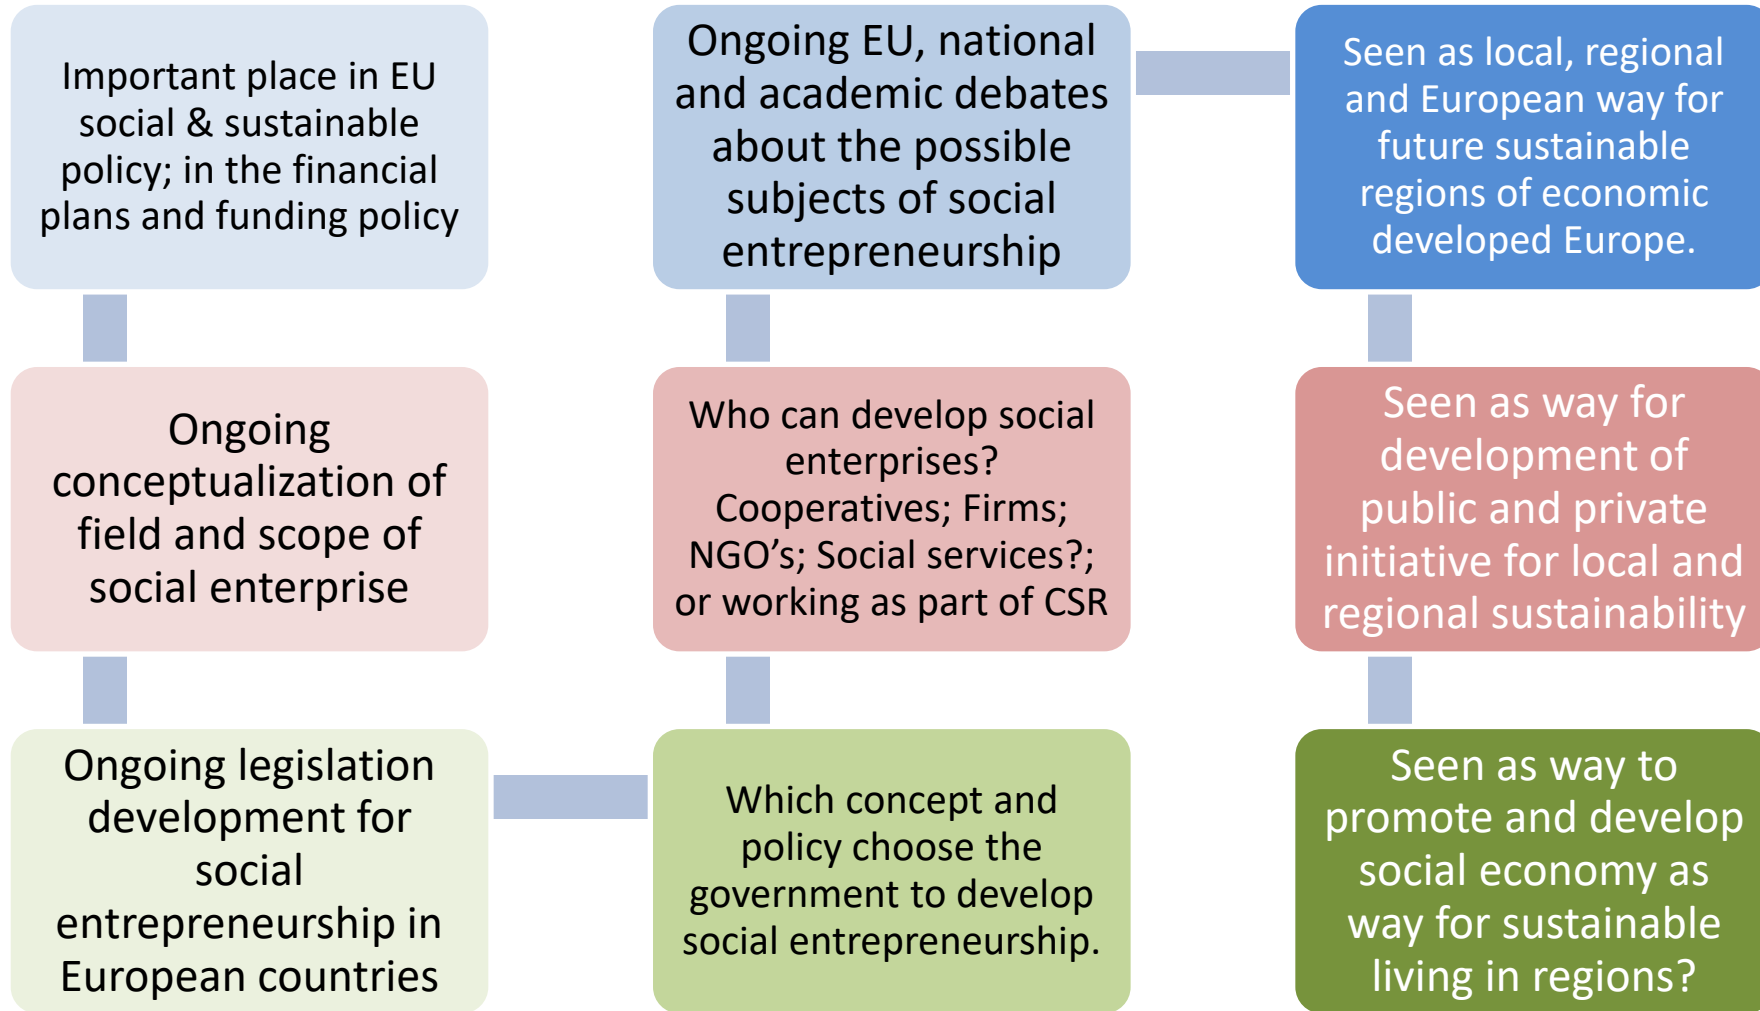 Important place in EU
social & sustainable
policy; in the financial
plans and funding policy
Ongoing
conceptualization of
field and scope of
social enterprise
Ongoing legislation
development for
social
entrepreneurship in
European countries
Which concept and
policy choose the
government to develop
social entrepreneurship.
Who can develop social
enterprises?
Cooperatives; Firms;
NGO’s; Social services?;
or working as part of CSR
Ongoing EU, national
and academic debates
about the possible
subjects of social
entrepreneurship
Seen as local, regional
and European way for
future sustainable
regions of economic
developed Europe.
Seen as way for
development of
public and private
initiative for local and
regional sustainability
Seen as way to
promote and develop
social economy as
way for sustainable
living in regions?